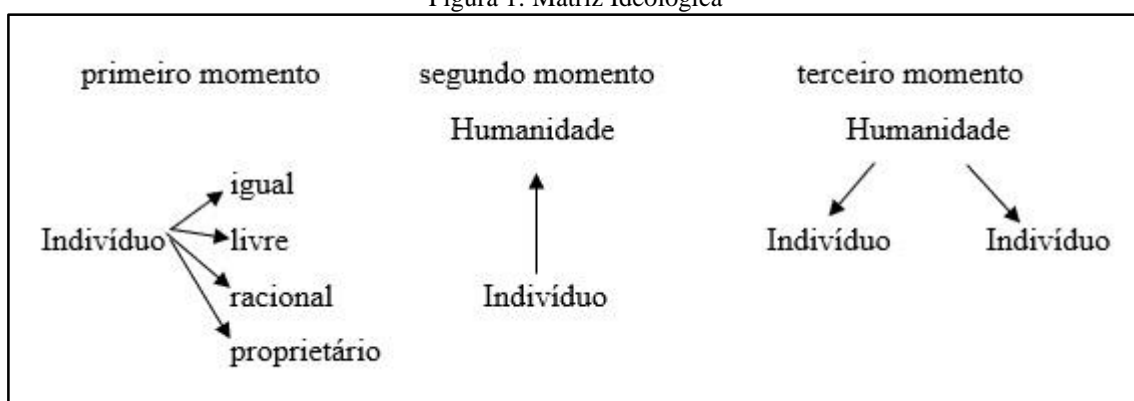 Figura 1: Matriz Ideológica
primeiro momento
Indivíduo
igual
livre
racional
proprietário
segundo momento
Humanidade
Indivíduo
terceiro momento
Humanidade
Indivíduo Indivíduo